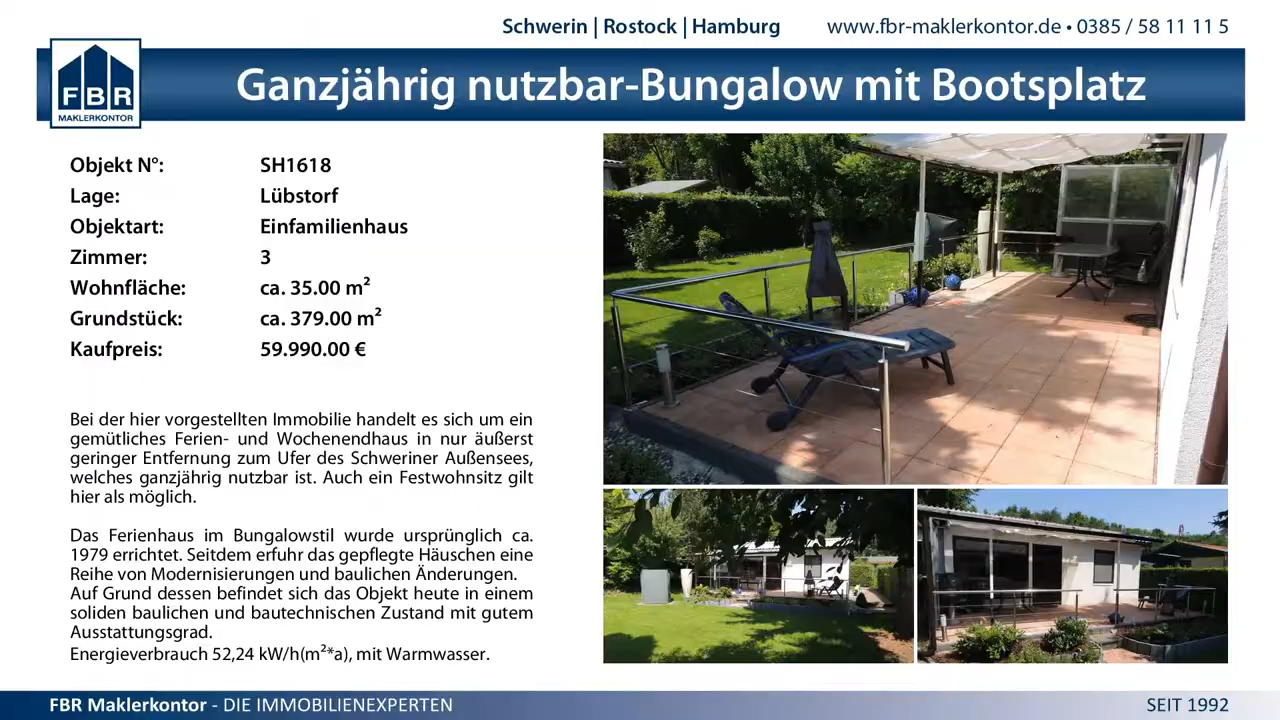 Schwerin | Rostock | Hamburg www.fbr-maklerkontor.de • 0385 / 58 11 11 5
FBR
MAKLERKONTOR
Ganzjährig nutzbar-Bungalow mit Bootsplatz
Objekt N°: SH1618
Lage: Lübstorf
Objektart: Einfamilienhaus
Zimmer: 3
Wohnfläche: ca. 35.00 m²
Grundstück: ca. 379.00 m²
Kaufpreis: 59.990.00 €
Bei der hier vorgestellten Immobilie handelt es sich um ein
gemütliches Ferien- und Wochenendhaus in nur äußerst
geringer Entfernung zum Ufer des Schweriner Außensees,
welches ganzjährig nutzbar ist. Auch ein Festwohnsitz gilt
hier als möglich.
Das Ferienhaus im Bungalowstil wurde ursprünglich ca.
1979 errichtet. Seitdem erfuhr das gepflegte Häuschen eine
Reihe von Modernisierungen und baulichen Änderungen.
Auf Grund dessen befindet sich das Objekt heute in einem
soliden baulichen und bautechnischen Zustand mit gutem
Ausstattungsgrad.
Energieverbrauch 52,24 kW/h(m²*a), mit Warmwasser.
FBR Maklerkontor - DIE IMMOBILIENEXPERTEN SEIT 1992